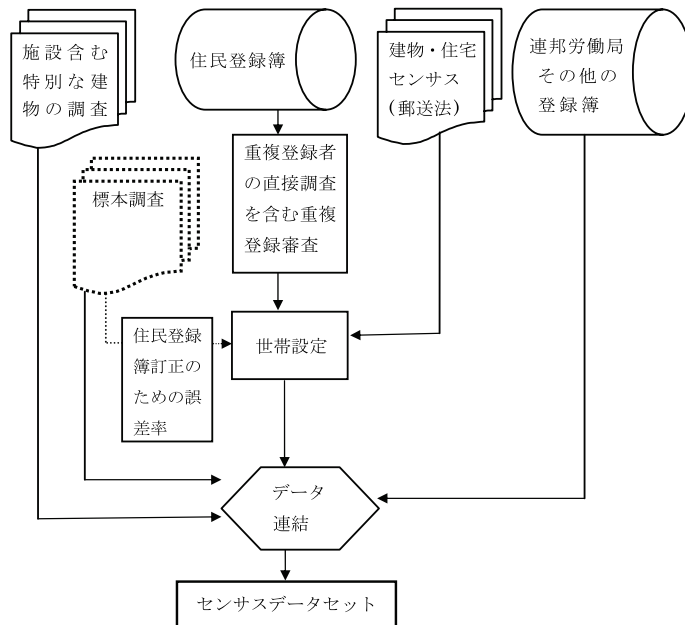 施設含む
特別な建
物の調査
住民登録簿
建物・住宅
センサス
(郵送法)
連邦労働局
その他の
登録簿
重複登録者
の直接調査
を含む重複
登録審査
標本調査
住民登録
簿訂正の
ための誤
差率
世帯設定
データ
連結
センサスデータセット